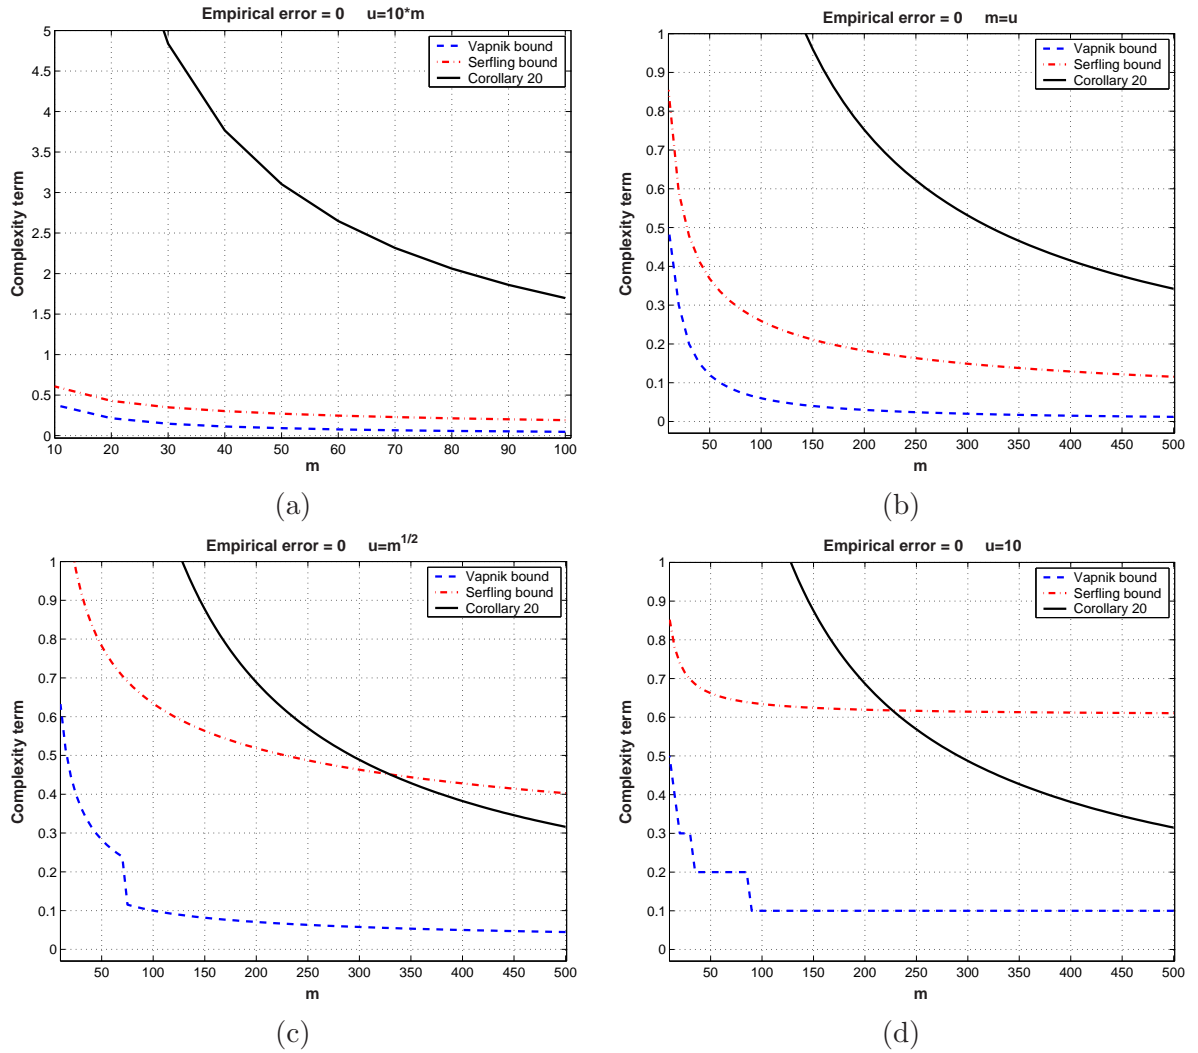 Empirical error = 0 u=10*m
5
4.5
4
3.5
3
2.5
2
1.5
1
0.5
0
Complexity term
Vapnik bound
Serfling bound
Corollary 20
10 20 30 40 50 60 70 80 90 100
m
(a)
Empirical error = 0 m=u
1
0.9
0.8
0.7
0.6
0.5
0.4
0.3
0.2
0.1
0
Complexity term
Vapnik bound
Serfling bound
Corollary 20
50 100 150 200 250 300 350 400 450 500
m
(b)
Empirical error = 0 u=m^1/2
1
0.9
0.8
0.7
0.6
0.5
0.4
0.3
0.2
0.1
0
Complexity term
Vapnik bound
Serfling bound
Corollary 20
50 100 150 200 250 300 350 400 450 500
m
(c)
Empirical error = 0 u=10
1
0.9
0.8
0.7
0.6
0.5
0.4
0.3
0.2
0.1
0
Complexity term
Vapnik bound
Serfling bound
Corollary 20
50 100 150 200 250 300 350 400 450 500
m
(d)